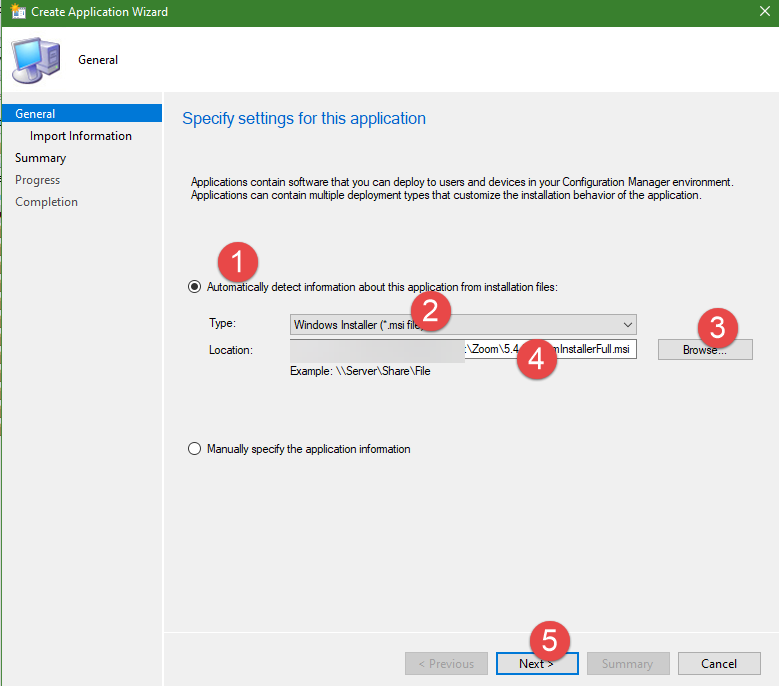 Create Application Wizard
General
General
Import Information
Summary
Progress
Completion
Specify settings for this application
Applications contain software that you can deploy to users and devices in your Configuration Manager environment.
Applications can contain multiple deployment types that customize the installation behavior of the application.
1
Automatically detect information about this application from installation files:
2
Type: Windows Installer (*.msi file)
3
Location: :\Zoom\5.4 mInstallerFull.msi Browse...
4
Example: \\Server\Share\File
Manually specify the application information
5
< Previous Next > Summary Cancel